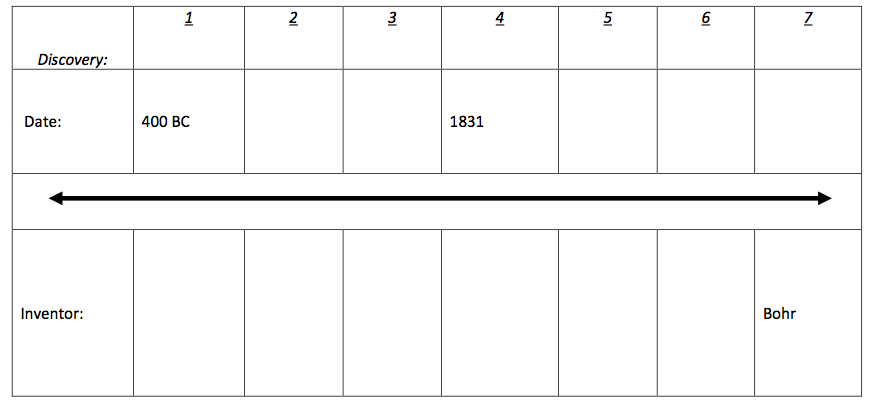 1 2 3 4 5 6 7
Discovery:
Date: 400 BC 1831
Inventor: Bohr